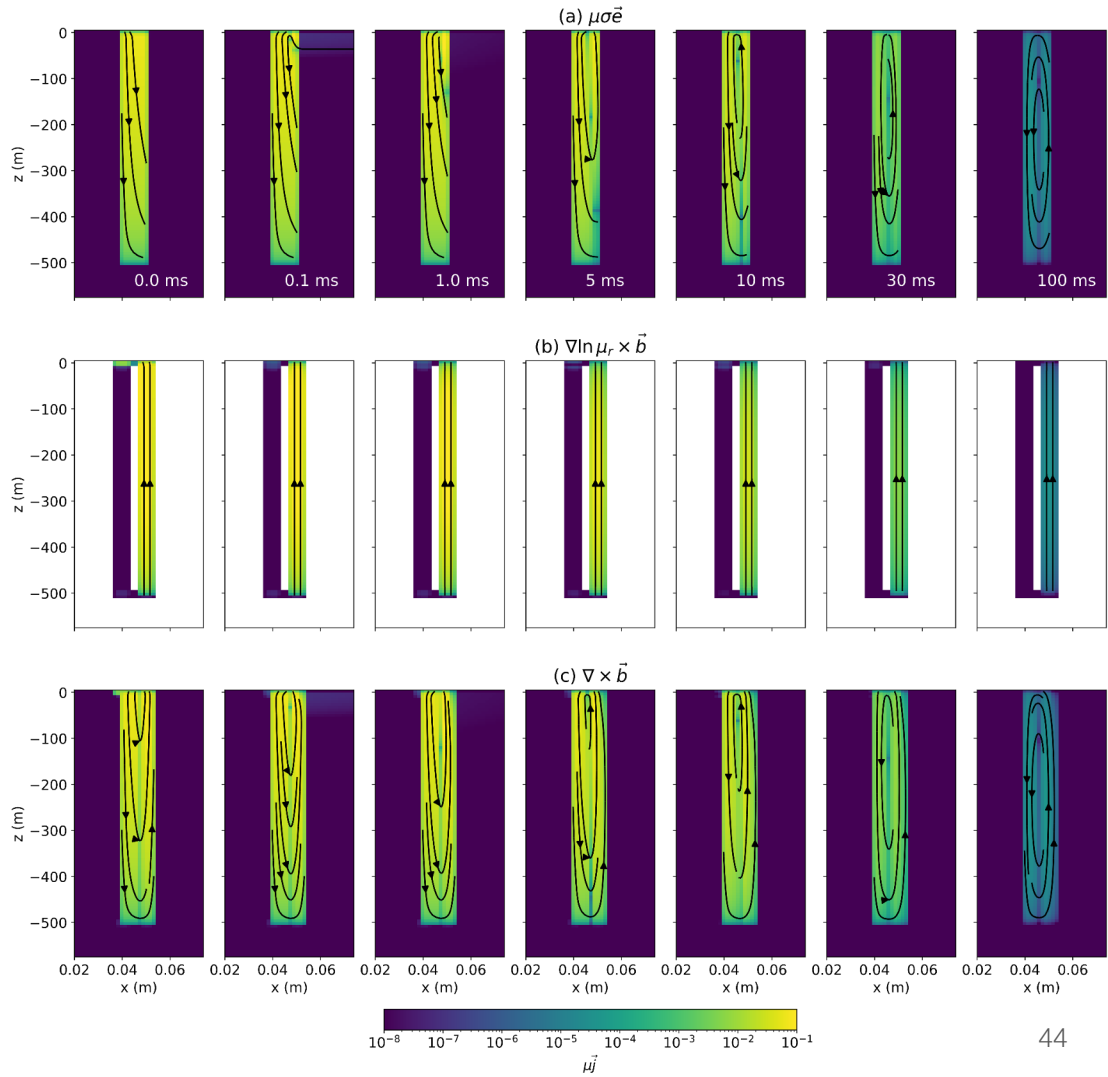 (a) μσe⃗
0
−100
−200
−300
−400
−500
z (m)
0.0 ms 0.1 ms 1.0 ms 5 ms 10 ms 30 ms 100 ms
(b) ∇ln μᵣ × b⃗
0
−100
−200
−300
−400
−500
z (m)
(c) ∇ × b⃗
0
−100
−200
−300
−400
−500
z (m)
0.02 0.04 0.06 0.02 0.04 0.06 0.02 0.04 0.06 0.02 0.04 0.06 0.02 0.04 0.06 0.02 0.04 0.06 0.02 0.04 0.06
x (m) x (m) x (m) x (m) x (m) x (m) x (m)
10⁻⁸ 10⁻⁷ 10⁻⁶ 10⁻⁵ 10⁻⁴ 10⁻³ 10⁻² 10⁻¹
μj⃗
44